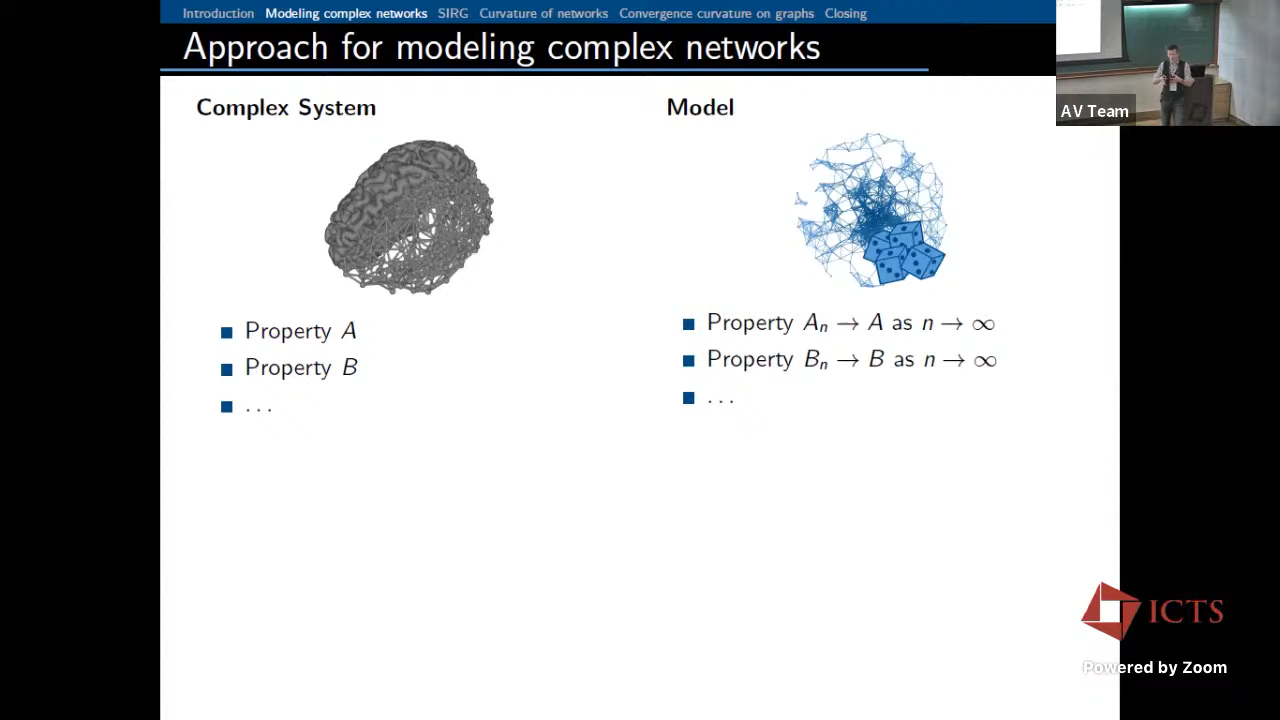 Introduction Modeling complex networks SIRG Curvature of networks Convergence curvature on graphs Closing
Approach for modeling complex networks
AV Team
Complex System
Property A
Property B
. . .
Model
Property Aₙ → A as n → ∞
Property Bₙ → B as n → ∞
. . .
ICTS
Powered by Zoom